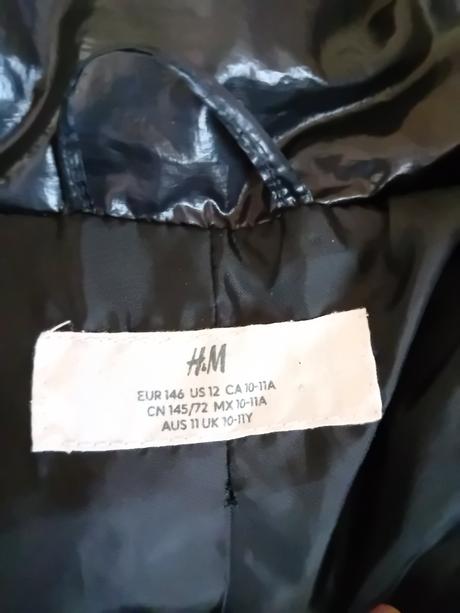 H&M
EUR 146 US 12 CA 10-11A
CN 145/72 MX 10-11A
AUS 11 UK 10-11Y